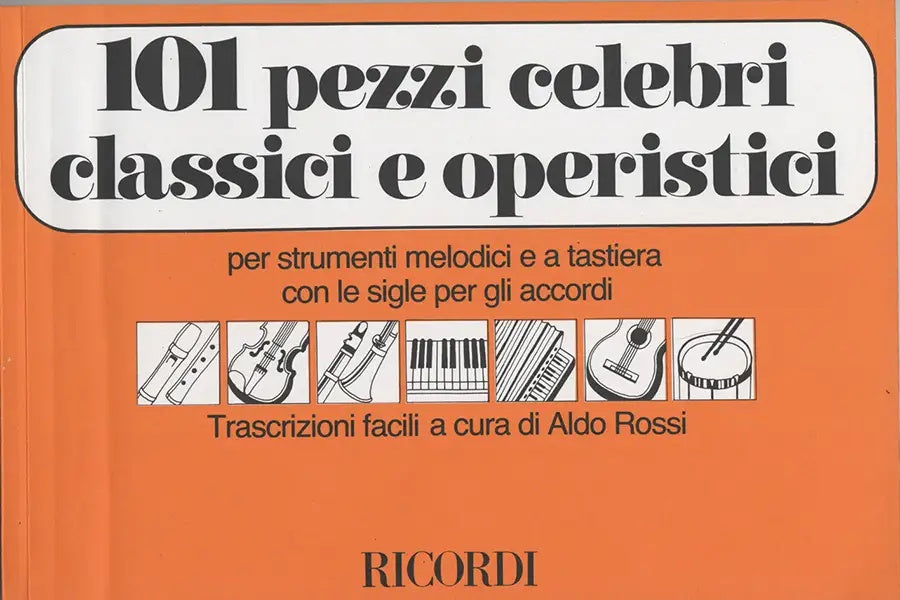 101 pezzi celebri
classici e operistici
per strumenti melodici e a tastiera
con le sigle per gli accordi
Trascrizioni facili a cura di Aldo Rossi
RICORDI